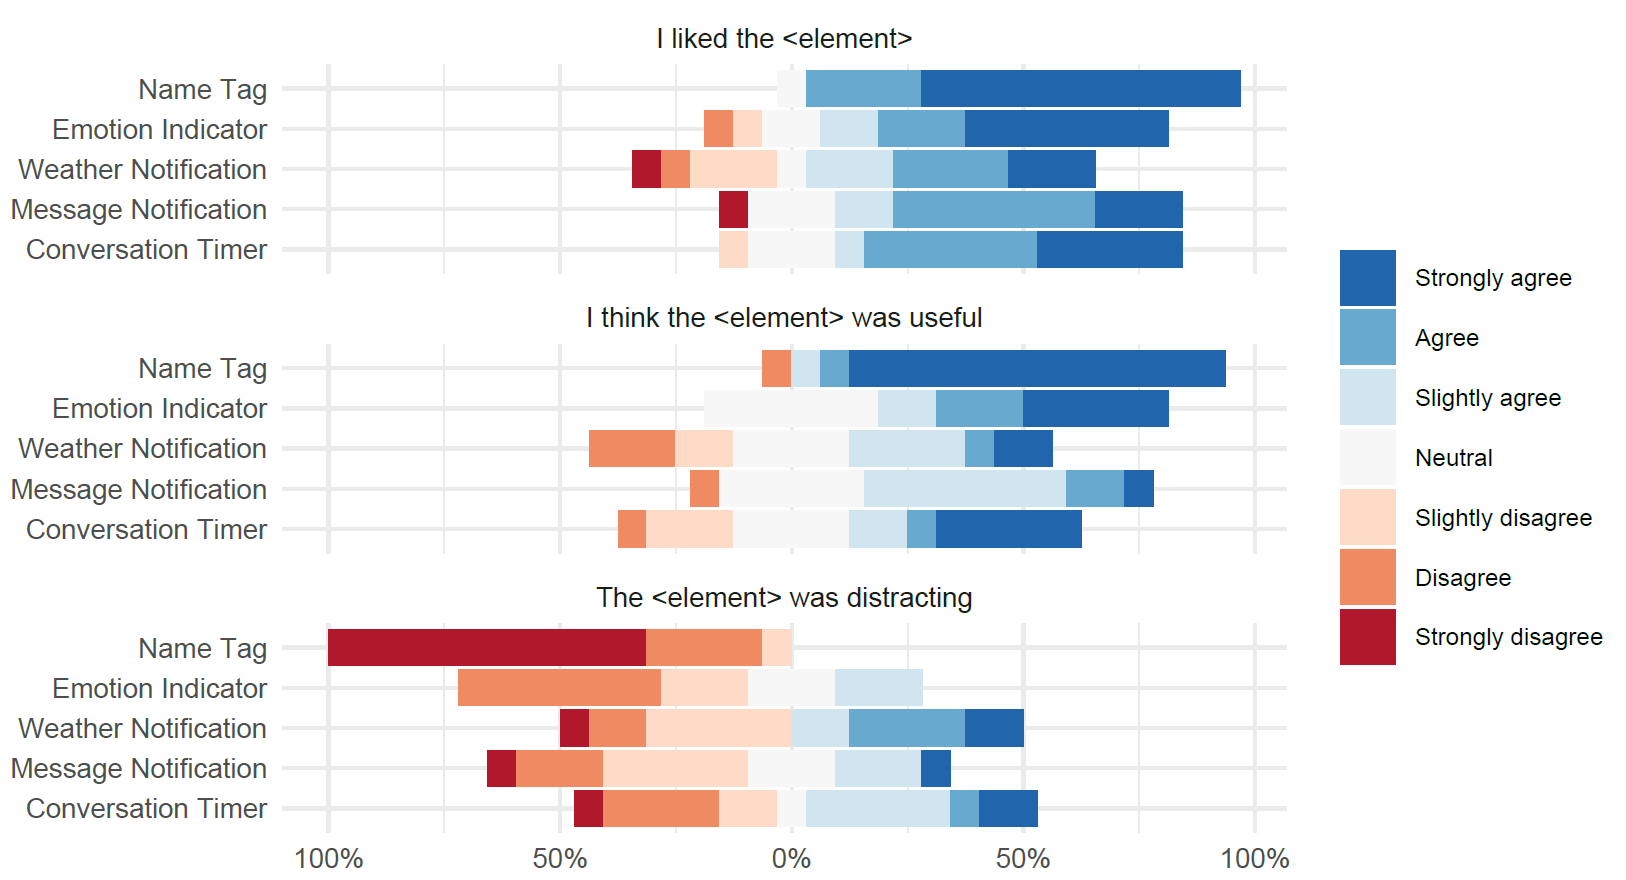 I liked the <element>
Name Tag
Emotion Indicator
Weather Notification
Message Notification
Conversation Timer
I think the <element> was useful
Name Tag
Emotion Indicator
Weather Notification
Message Notification
Conversation Timer
The <element> was distracting
Name Tag
Emotion Indicator
Weather Notification
Message Notification
Conversation Timer
100% 50% 0% 50% 100%
Strongly agree
Agree
Slightly agree
Neutral
Slightly disagree
Disagree
Strongly disagree